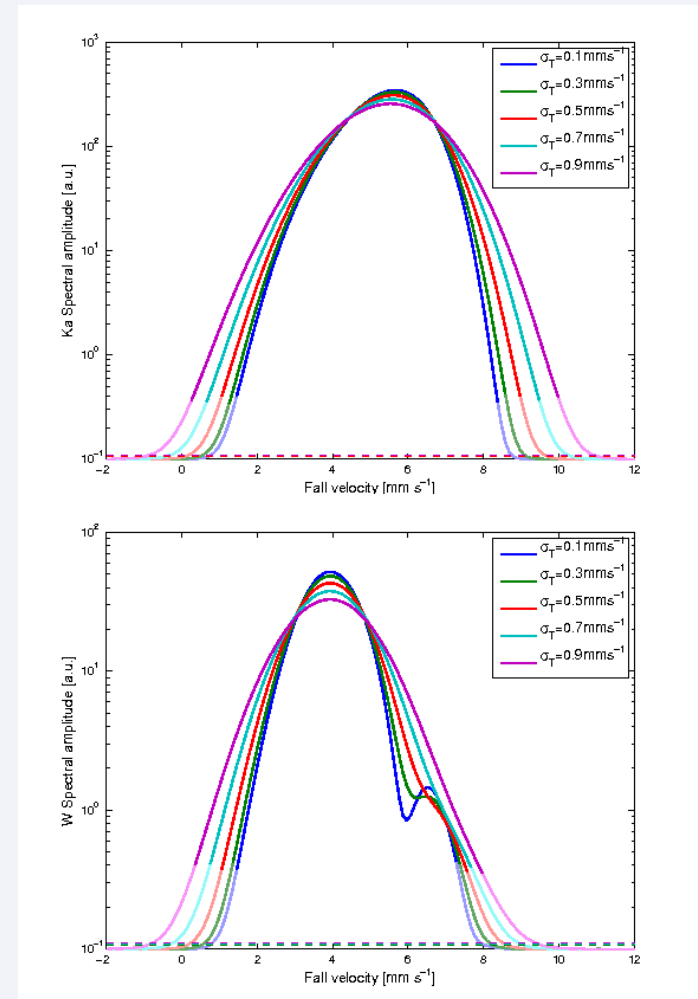 10³
10²
10¹
10⁰
10⁻¹
Ka Spectral amplitude [a.u.]
σT=0.1mms⁻¹
σT=0.3mms⁻¹
σT=0.5mms⁻¹
σT=0.7mms⁻¹
σT=0.9mms⁻¹
−2 0 2 4 6 8 10 12
Fall velocity [mm s⁻¹]
10²
10¹
10⁰
10⁻¹
W Spectral amplitude [a.u.]
σT=0.1mms⁻¹
σT=0.3mms⁻¹
σT=0.5mms⁻¹
σT=0.7mms⁻¹
σT=0.9mms⁻¹
−2 0 2 4 6 8 10 12
Fall velocity [mm s⁻¹]